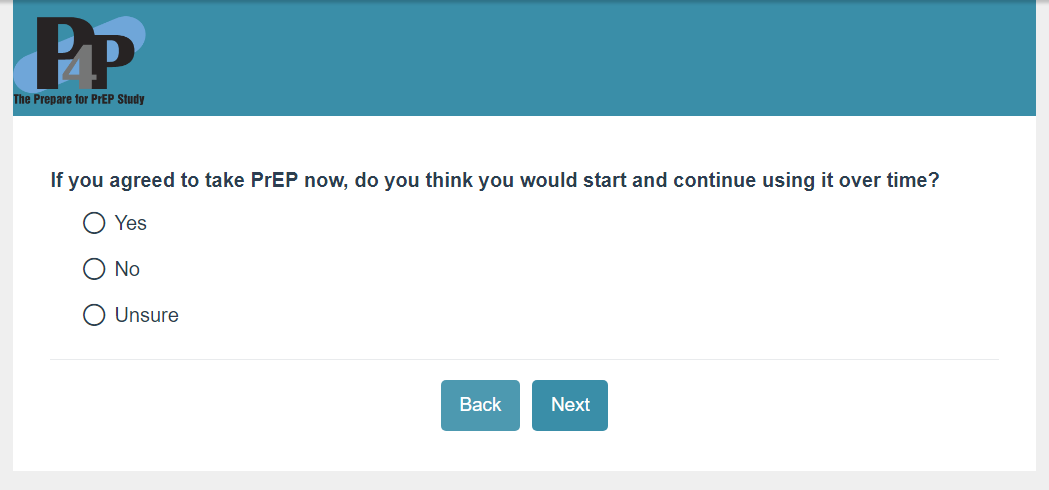 P4P
The Prepare for PrEP Study
If you agreed to take PrEP now, do you think you would start and continue using it over time?
Yes
No
Unsure
Back Next